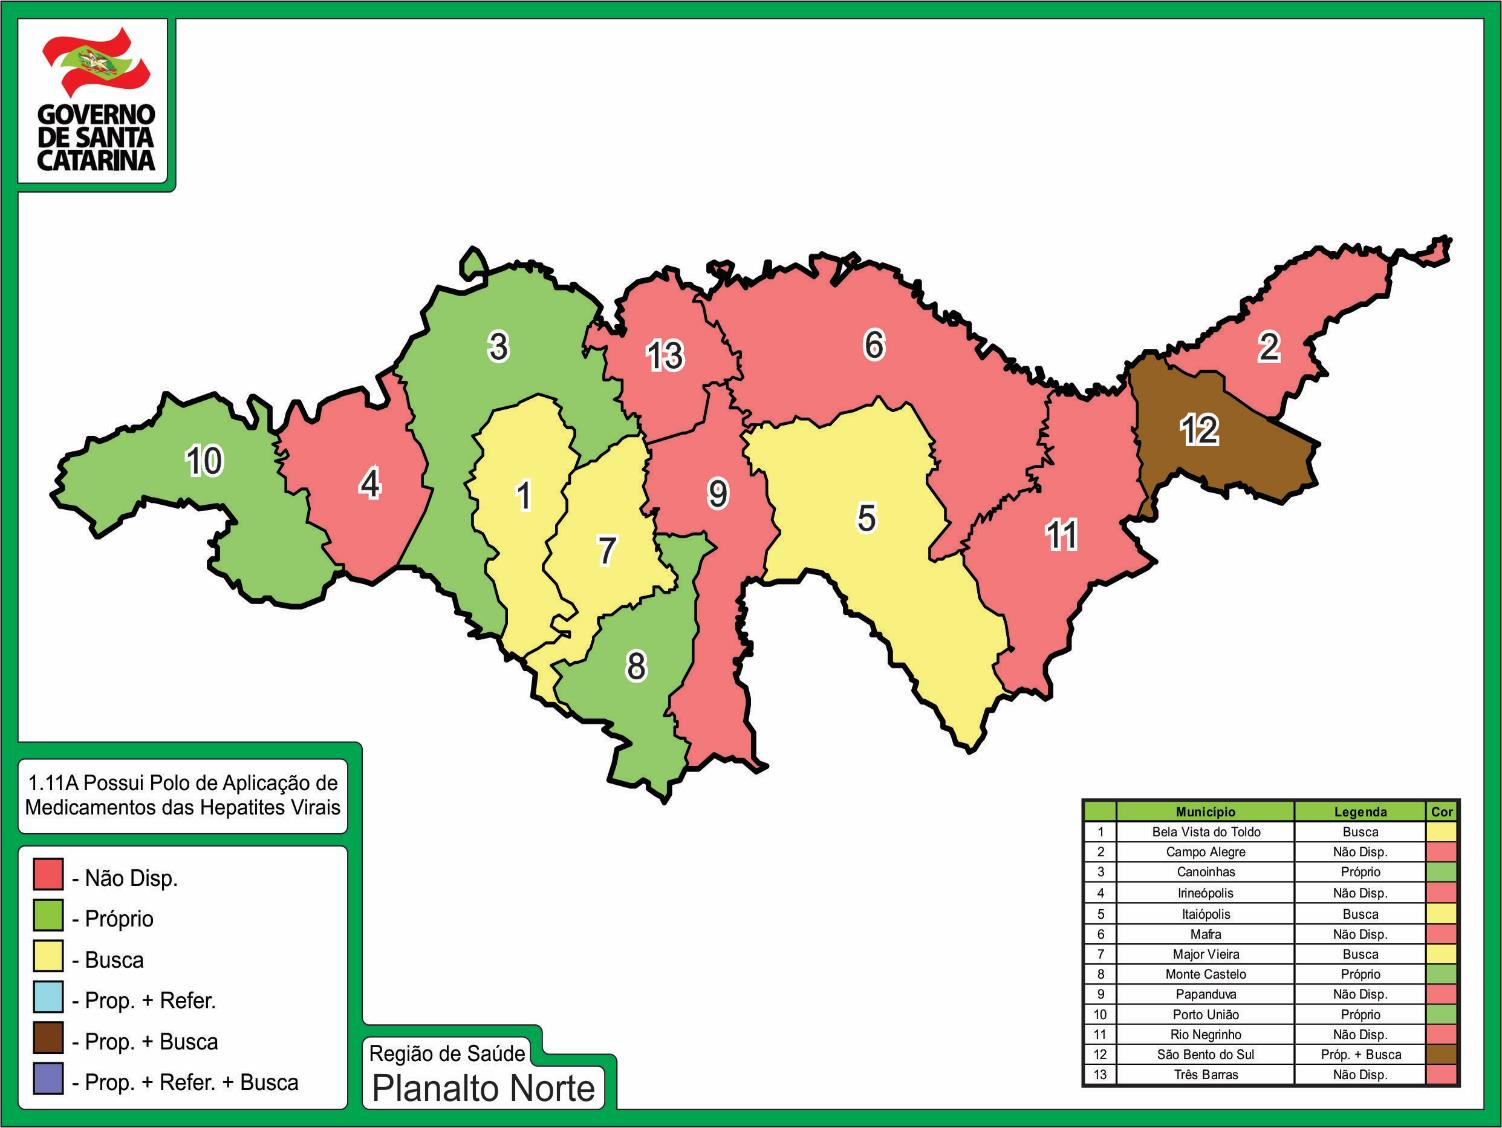 GOVERNO
DE SANTA
CATARINA
3
13
6
2
10
4
1
7
9
5
11
12
8
1.11A Possui Polo de Aplicação de
Medicamentos das Hepatites Virais
- Não Disp.
- Próprio
- Busca
- Prop. + Refer.
- Prop. + Busca
- Prop. + Refer. + Busca
Região de Saúde
Planalto Norte
Município Legenda Cor
1 Bela Vista do Toldo Busca
2 Campo Alegre Não Disp.
3 Canoinhas Próprio
4 Irineópolis Não Disp.
5 Itaiópolis Busca
6 Mafra Não Disp.
7 Major Vieira Busca
8 Monte Castelo Próprio
9 Papanduva Não Disp.
10 Porto União Próprio
11 Rio Negrinho Não Disp.
12 São Bento do Sul Próp. + Busca
13 Três Barras Não Disp.